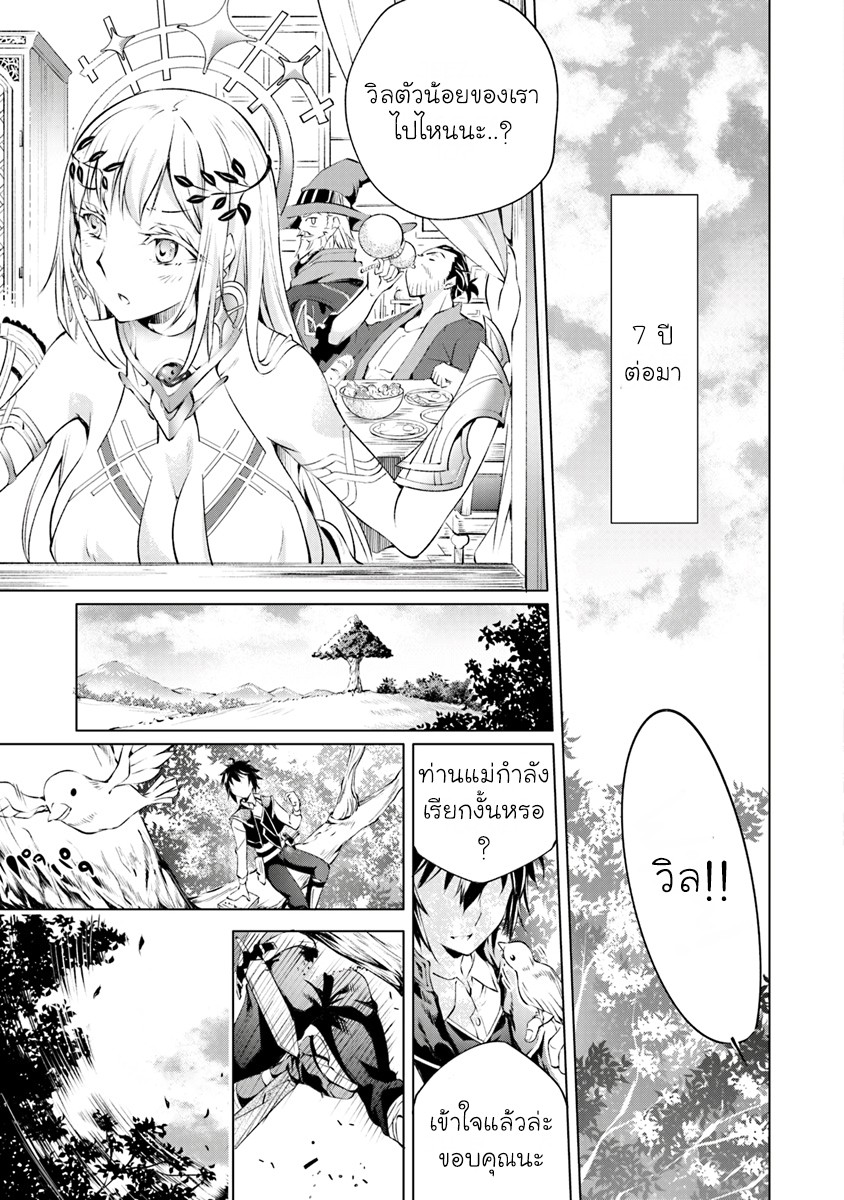 7 ปี
ต่อมา
วิลตัวน้อยของเรา
ไปไหนนะ..?
วิล!!
ท่านแม่กำลัง
เรียกงั้นหรอ
?
เข้าใจแล้วล่ะ
ขอบคุณนะ